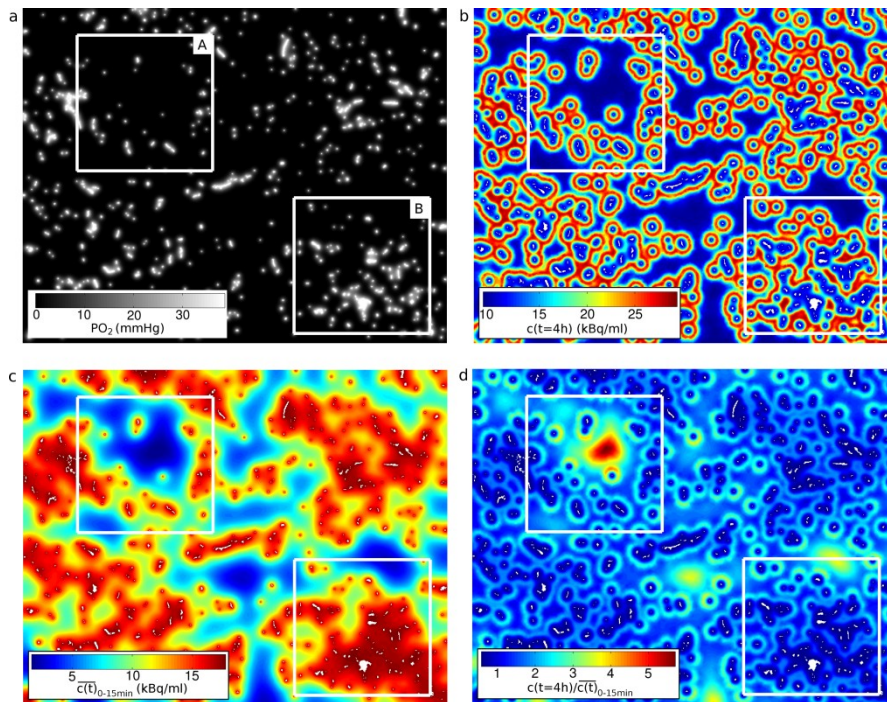 a
A
B
0 10 20 30
PO2 (mmHg)
b
10 15 20 25
c(t=4h) (kBq/ml)
c
5 10 15
c(t)0-15min (kBq/ml)
d
1 2 3 4 5
c(t=4h)/c(t)0-15min